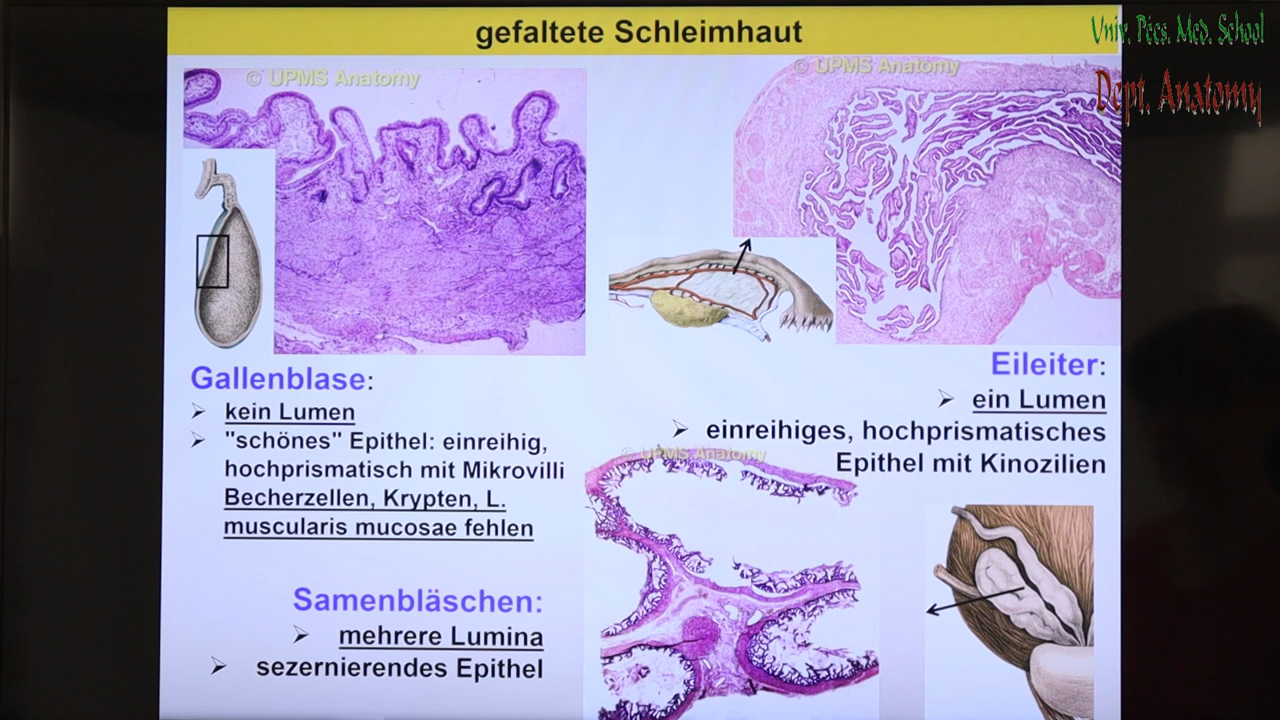 gefaltete Schleimhaut
Univ. Pécs. Med. School
Dept. Anatomy
© UPMS Anatomy
© UPMS Anatomy
Gallenblase:
kein Lumen
"schönes" Epithel: einreihig,
hochprismatisch mit Mikrovilli
Becherzellen, Krypten, L.
muscularis mucosae fehlen
Eileiter:
ein Lumen
einreihiges, hochprismatisches
Epithel mit Kinozilien
© UPMS Anatomy
Samenbläschen:
mehrere Lumina
sezernierendes Epithel